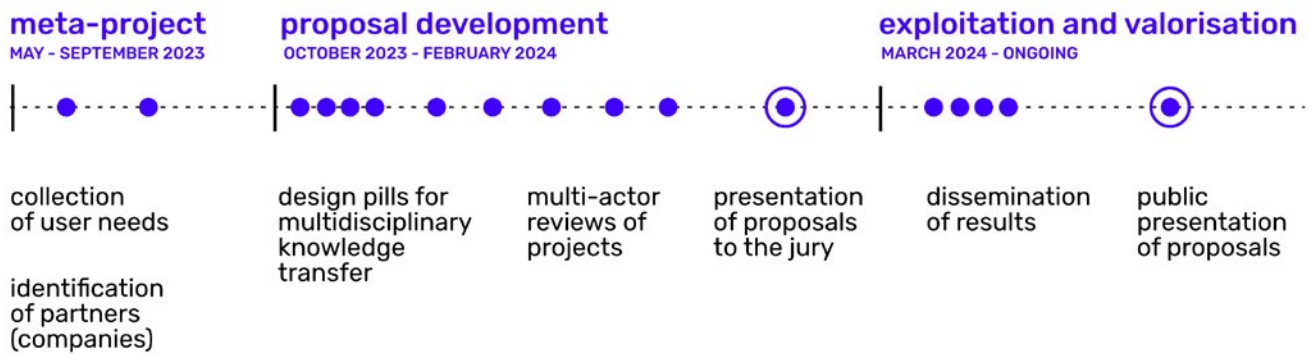 meta-project
MAY - SEPTEMBER 2023
proposal development
OCTOBER 2023 - FEBRUARY 2024
exploitation and valorisation
MARCH 2024 - ONGOING
collection
of user needs
identification
of partners
(companies)
design pills for
multidisciplinary
knowledge
transfer
multi-actor
reviews of
projects
presentation
of proposals
to the jury
dissemination
of results
public
presentation
of proposals